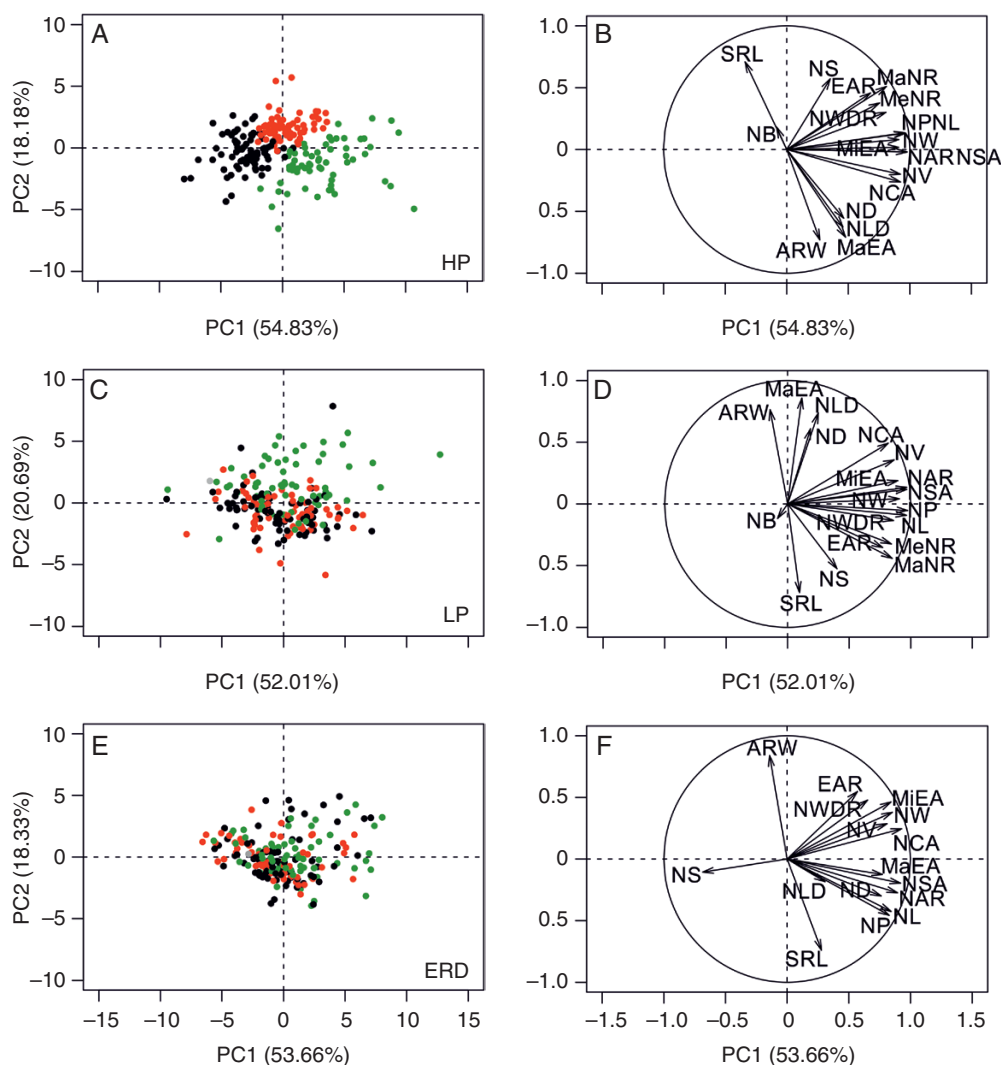 A
10
5
0
−5
−10
PC2 (18.18%)
HP
PC1 (54.83%)
B
1.0
0.5
0
0.5
−1.0
SRL
NS
EAR
MaNR
MeNR
NWDR
NPNL
NB
NW
MiEA
NARNSA
NV
NCA
ND
NLD
ARW
MaEA
PC1 (54.83%)
C
10
5
0
−5
−10
PC2 (20.69%)
LP
PC1 (52.01%)
D
1.0
0.5
0
−0.5
−1.0
MaEA
ARW
NLD
ND
NCA
NV
MiEA
NAR
NSA
NW
NP
NB
NWDR
NL
EAR
MeNR
MaNR
NS
SRL
PC1 (52.01%)
E
10
5
0
−5
−10
PC2 (18.33%)
ERD
−15
−10
−5
0
5
10
15
PC1 (53.66%)
F
1.0
0.5
0
−0.5
−1.0
ARW
EAR
MiEA
NWDR
NW
NV
NCA
MaEA
NS
NSA
NLD
ND
NAR
NL
NP
SRL
−1.5
−1.0
−0.5
0
0.5
1.0
1.5
PC1 (53.66%)